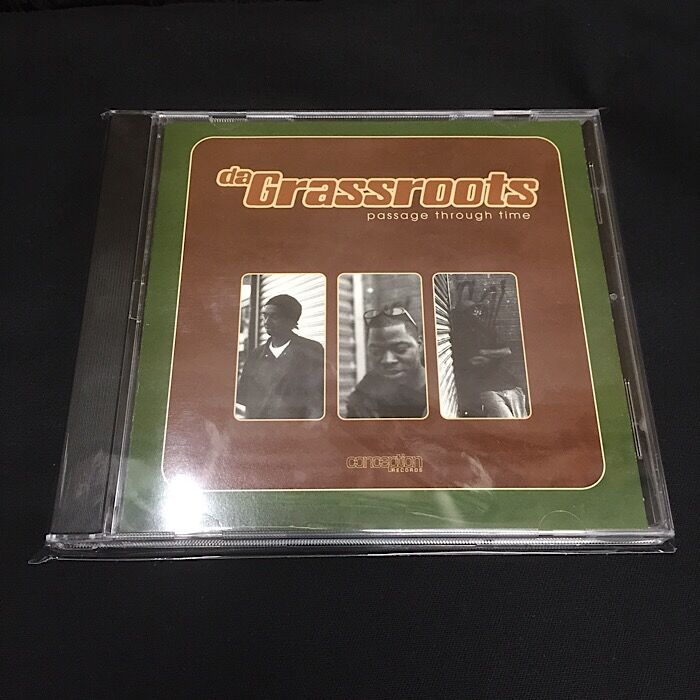 da Grassroots
passage through time
conception
RECORDS